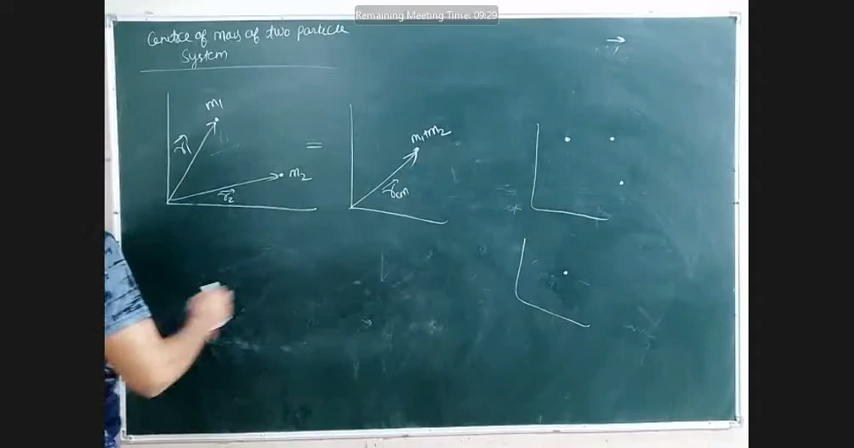 Remaining Meeting Time: 09:29
Centre of mass of two particle
system
m1
r1
m2
r2
=
m1+m2
rcm